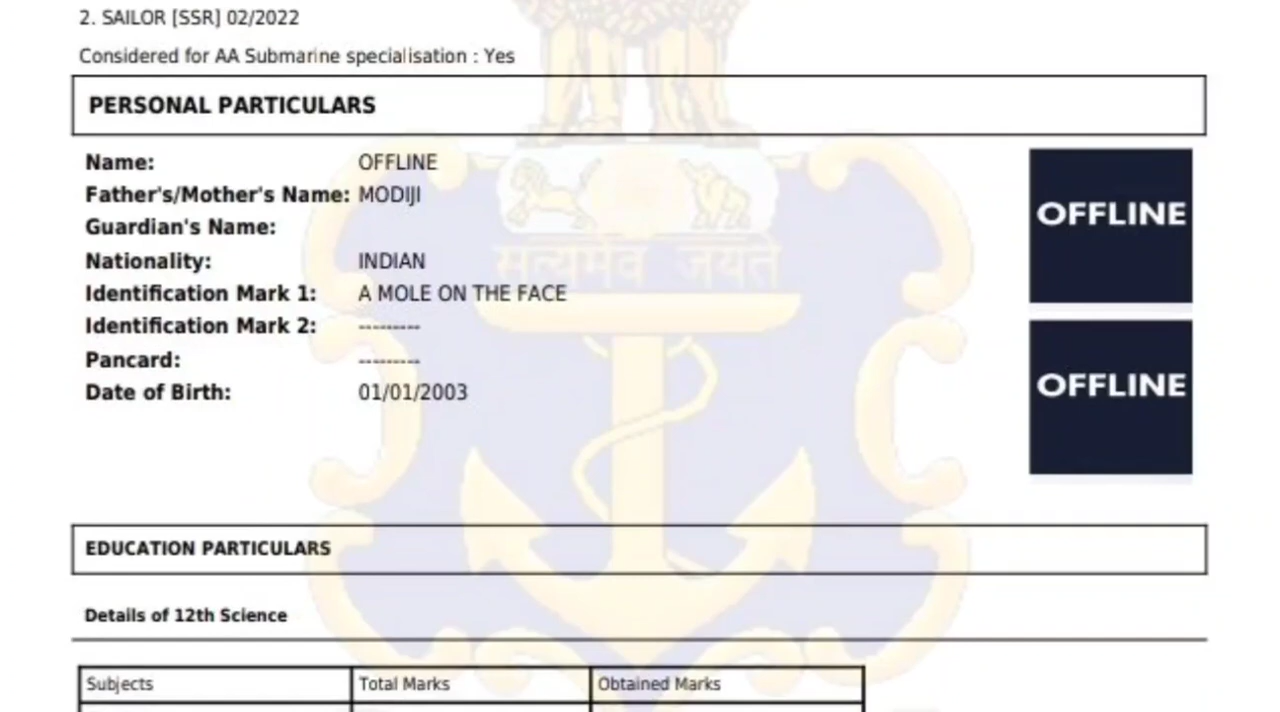 2. SAILOR [SSR] 02/2022
Considered for AA Submarine specialisation : Yes
PERSONAL PARTICULARS
Name: OFFLINE
Father's/Mother's Name: MODIJI
Guardian's Name:
Nationality: INDIAN
Identification Mark 1: A MOLE ON THE FACE
Identification Mark 2: ---------
Pancard: ---------
Date of Birth: 01/01/2003
OFFLINE
OFFLINE
सत्यमेव जयते
EDUCATION PARTICULARS
Details of 12th Science
Subjects Total Marks Obtained Marks